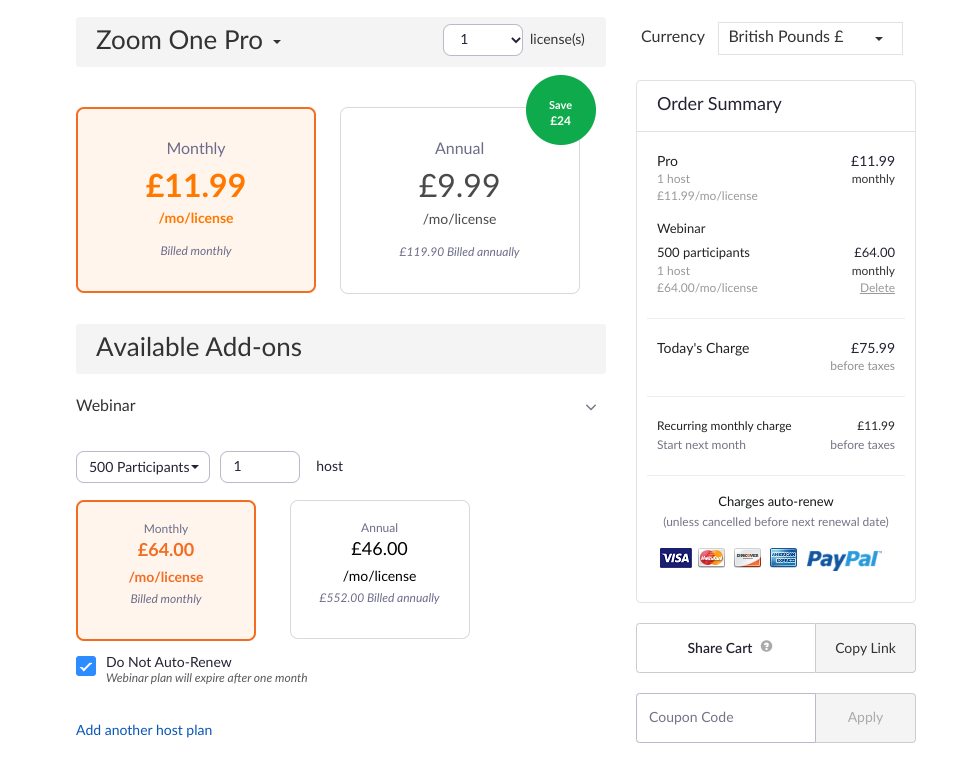 Zoom One Pro
1
license(s)
Save
£24
Monthly
£11.99
/mo/license
Billed monthly
Annual
£9.99
/mo/license
£119.90 Billed annually
Available Add-ons
Webinar
500 Participants
1
host
Monthly
£64.00
/mo/license
Billed monthly
Annual
£46.00
/mo/license
£552.00 Billed annually
Do Not Auto-Renew
Webinar plan will expire after one month
Add another host plan
Currency
British Pounds £
Order Summary
Pro £11.99
1 host monthly
£11.99/mo/license
Webinar
500 participants £64.00
1 host monthly
£64.00/mo/license Delete
Today's Charge £75.99
before taxes
Recurring monthly charge £11.99
Start next month before taxes
Charges auto-renew
(unless cancelled before next renewal date)
VISA MasterCard DISCOVER AMERICAN EXPRESS PayPal
Share Cart ?
Copy Link
Coupon Code
Apply